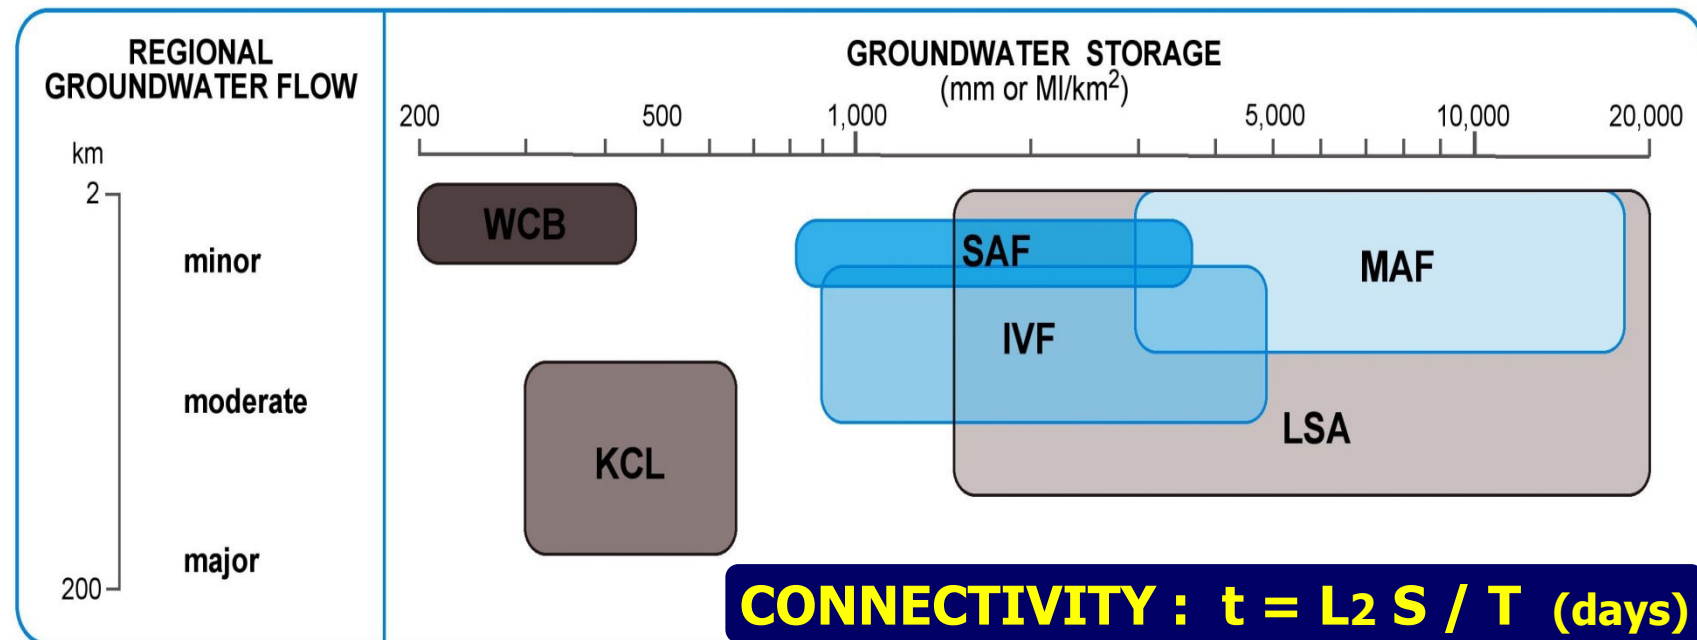 REGIONAL
GROUNDWATER FLOW
km
2
minor
moderate
major
200
GROUNDWATER STORAGE
(mm or Ml/km²)
200 500 1,000 5,000 10,000 20,000
WCB
SAF
MAF
IVF
LSA
KCL
CONNECTIVITY : t = L2 S / T (days)